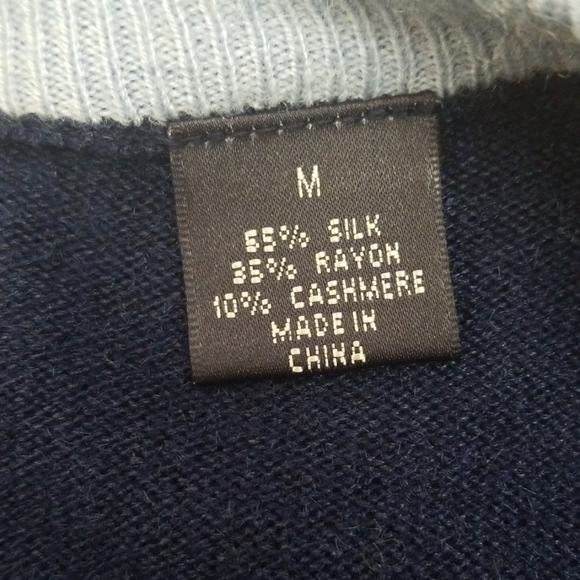 M
55% SILK
35% RAYON
10% CASHMERE
MADE IN
CHINA